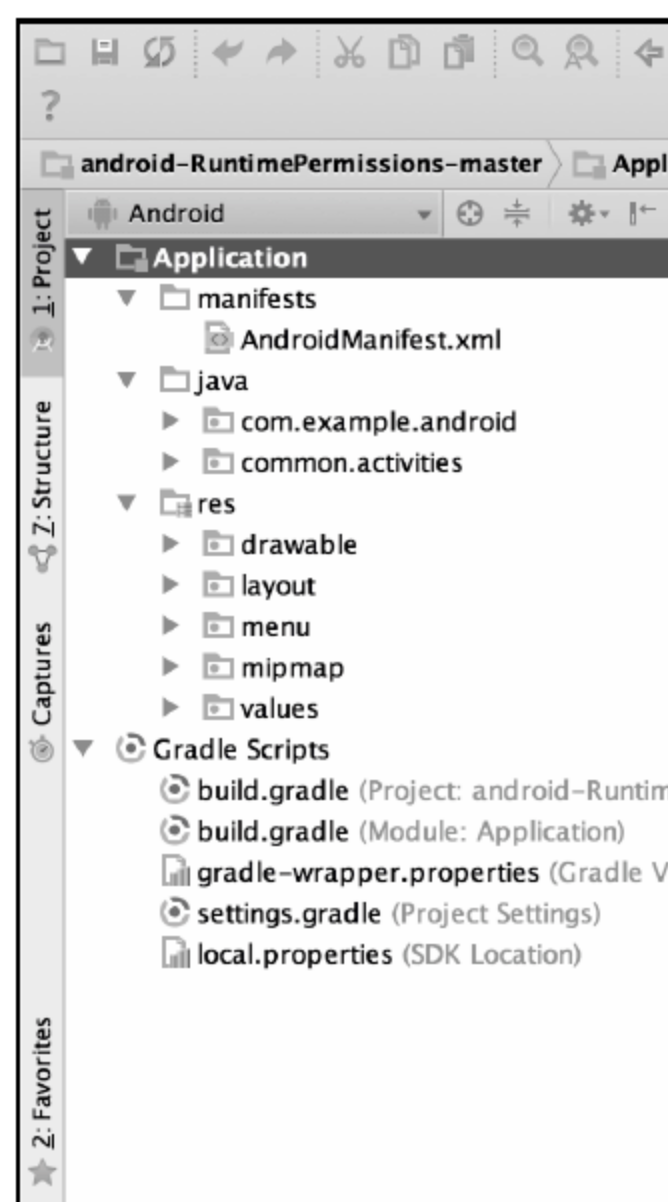 ?
android-RuntimePermissions-master Appl
Android
1: Project
Application
manifests
AndroidManifest.xml
java
com.example.android
common.activities
7: Structure
res
drawable
layout
menu
mipmap
Captures
values
Gradle Scripts
build.gradle (Project: android-Runtim
build.gradle (Module: Application)
gradle-wrapper.properties (Gradle V
settings.gradle (Project Settings)
local.properties (SDK Location)
2: Favorites